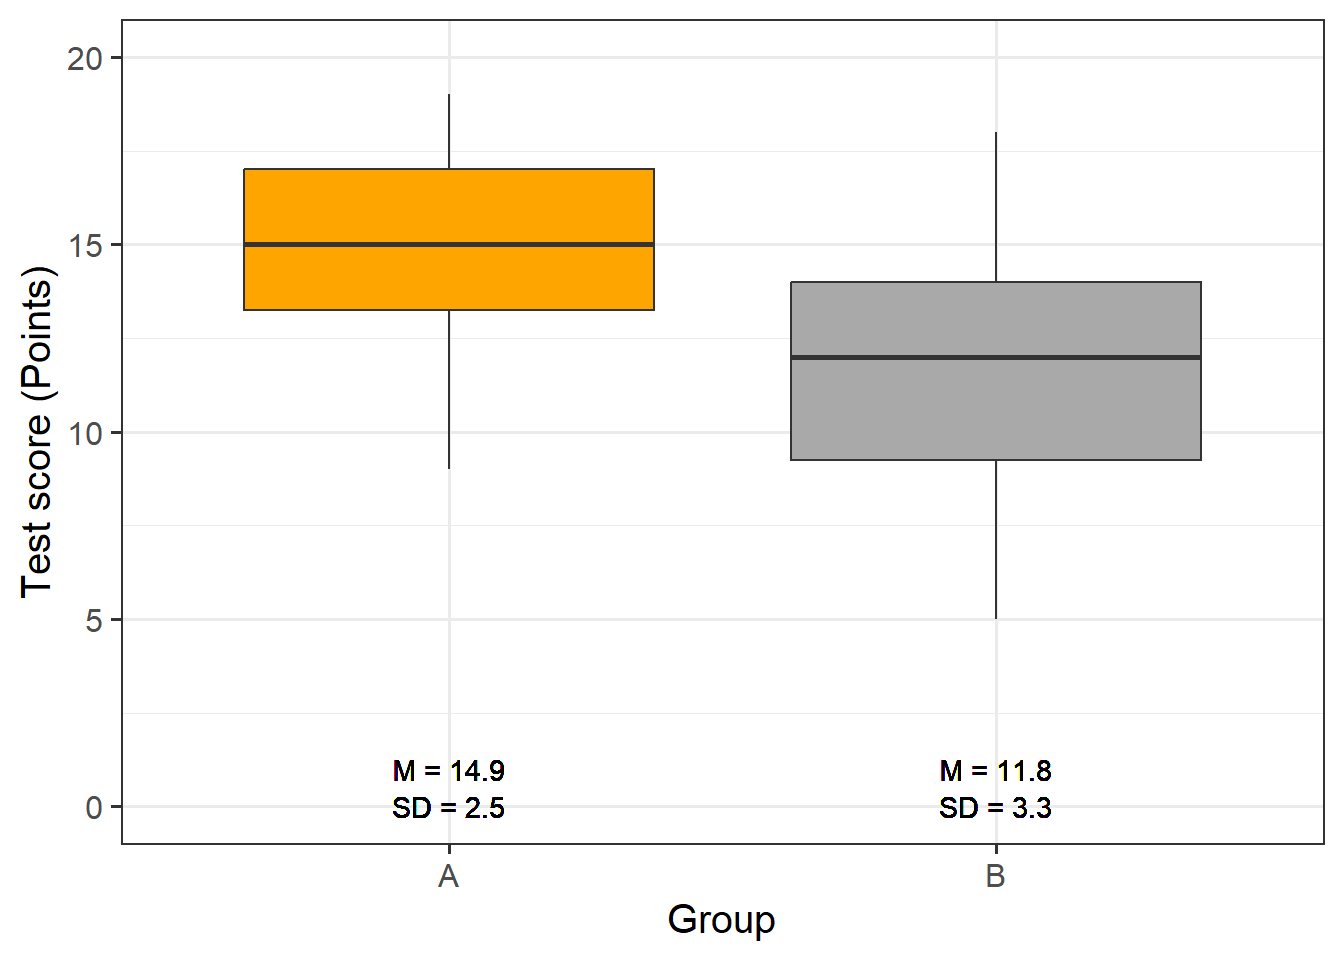 Test score (Points)
20
15
10
5
0
M = 14.9
SD = 2.5
M = 11.8
SD = 3.3
A
B
Group